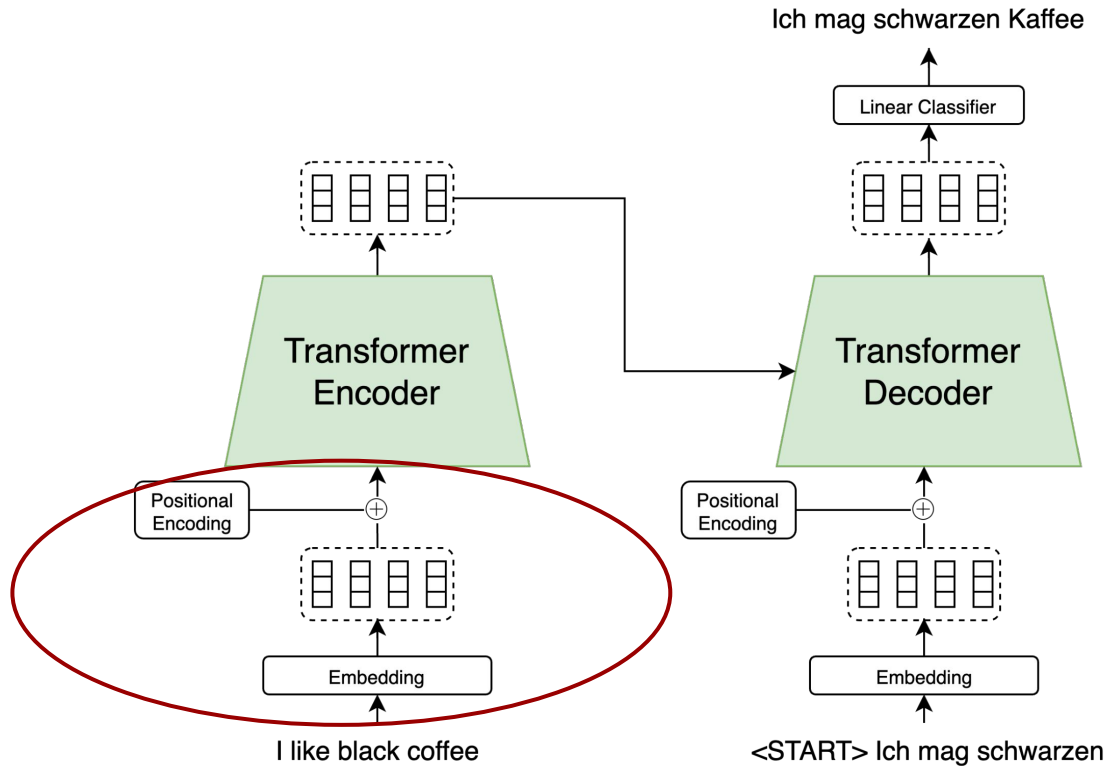 Ich mag schwarzen Kaffee
Linear Classifier
Transformer
Encoder
Transformer
Decoder
Positional
Encoding
+
Positional
Encoding
+
Embedding
Embedding
I like black coffee
<START> Ich mag schwarzen